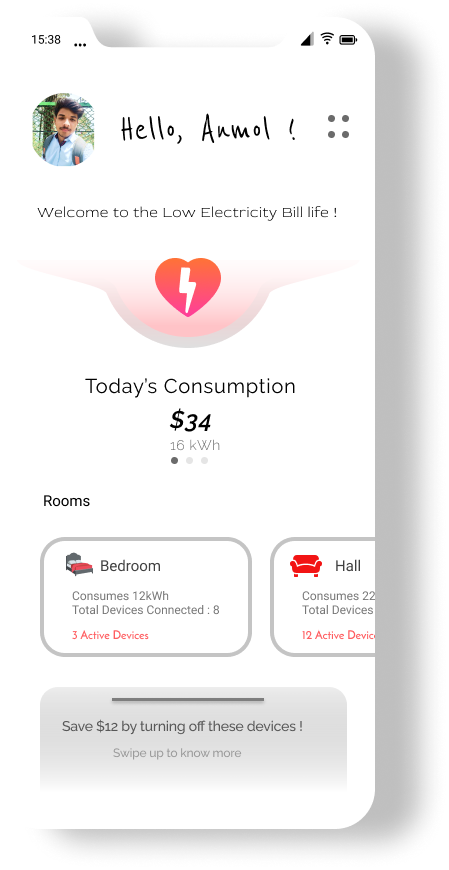 15:38
Hello, Anmol !
Welcome to the Low Electricity Bill life !
Today's Consumption
$34
16 kWh
Rooms
Bedroom
Consumes 12kWh
Total Devices Connected : 8
3 Active Devices
Hall
Consumes 22
Total Devices
12 Active
Save $12 by turning off these devices !
Swipe up to know more